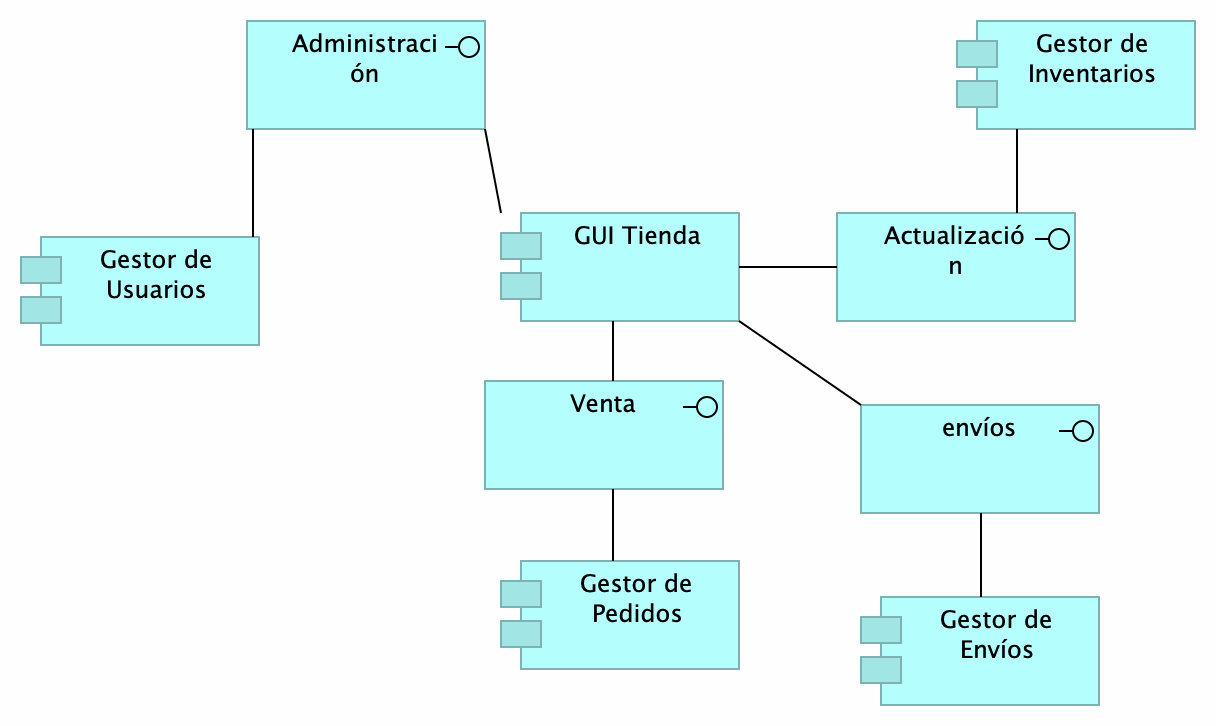 Administraci
ón
Gestor de
Inventarios
GUI Tienda
Actualizació
n
Gestor de
Usuarios
Venta
envíos
Gestor de
Pedidos
Gestor de
Envíos